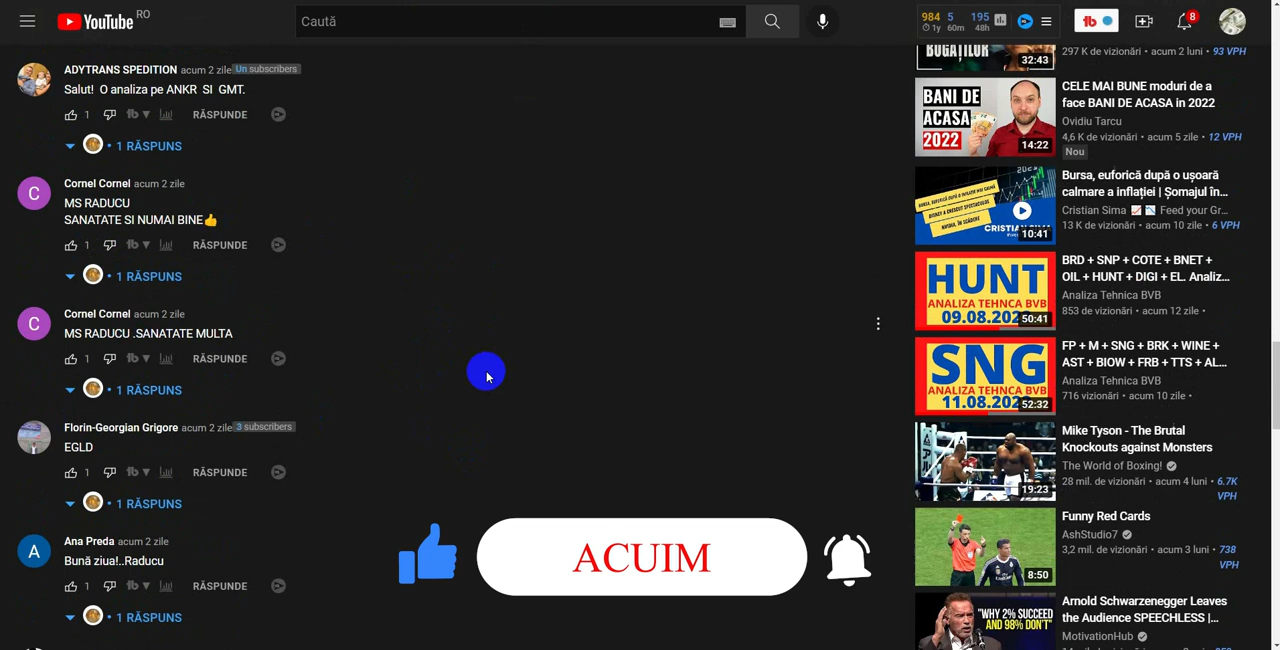 YouTube RO
Caută
984 5 195
1y 60m 48h
tb
8
ADYTRANS SPEDITION acum 2 zile Un subscribers
Salut! O analiza pe ANKR SI GMT.
1 tb RĂSPUNDE
• 1 RĂSPUNS
C
Cornel Cornel acum 2 zile
MS RADUCU
SANATATE SI NUMAI BINE👍
1 tb RĂSPUNDE
• 1 RĂSPUNS
C
Cornel Cornel acum 2 zile
MS RADUCU .SANATATE MULTA
1 tb RĂSPUNDE
• 1 RĂSPUNS
Florin-Georgian Grigore acum 2 zile 3 subscribers
EGLD
1 tb RĂSPUNDE
• 1 RĂSPUNS
A
Ana Preda acum 2 zile
Bună ziua!..Raducu
1 tb RĂSPUNDE
• 1 RĂSPUNS
ACUIM
BOGAȚILOR
32:43
297 K de vizionări • acum 2 luni • 93 VPH
BANI DE
ACASA
2022
14:22
CELE MAI BUNE moduri de a
face BANI DE ACASA in 2022
Ovidiu Tarcu
4,6 K de vizionări • acum 5 zile • 12 VPH
Nou
CRISTIAN SIMA
10:41
Bursa, euforică după o ușoară
calmare a inflației | Șomajul în...
Cristian Sima 📈 📉 Feed your Gr...
13 K de vizionări • acum 10 zile • 6 VPH
HUNT
ANALIZA TEHNCA BVB
09.08.202
50:41
BRD + SNP + COTE + BNET +
OIL + HUNT + DIGI + EL. Analiz...
Analiza Tehnica BVB
853 de vizionări • acum 12 zile •
SNG
ANALIZA TEHNCA BVB
11.08.202
52:32
FP + M + SNG + BRK + WINE +
AST + BIOW + FRB + TTS + AL...
Analiza Tehnica BVB
716 vizionări • acum 10 zile •
19:23
Mike Tyson - The Brutal
Knockouts against Monsters
The World of Boxing!
28 mil. de vizionări • acum 4 luni • 6.7K
VPH
8:50
Funny Red Cards
AshStudio7
3,2 mil. de vizionări • acum 3 luni • 738
VPH
"WHY 2% SUCCEED
AND 98% DON'T"
Arnold Schwarzenegger Leaves
the Audience SPEECHLESS |...
MotivationHub